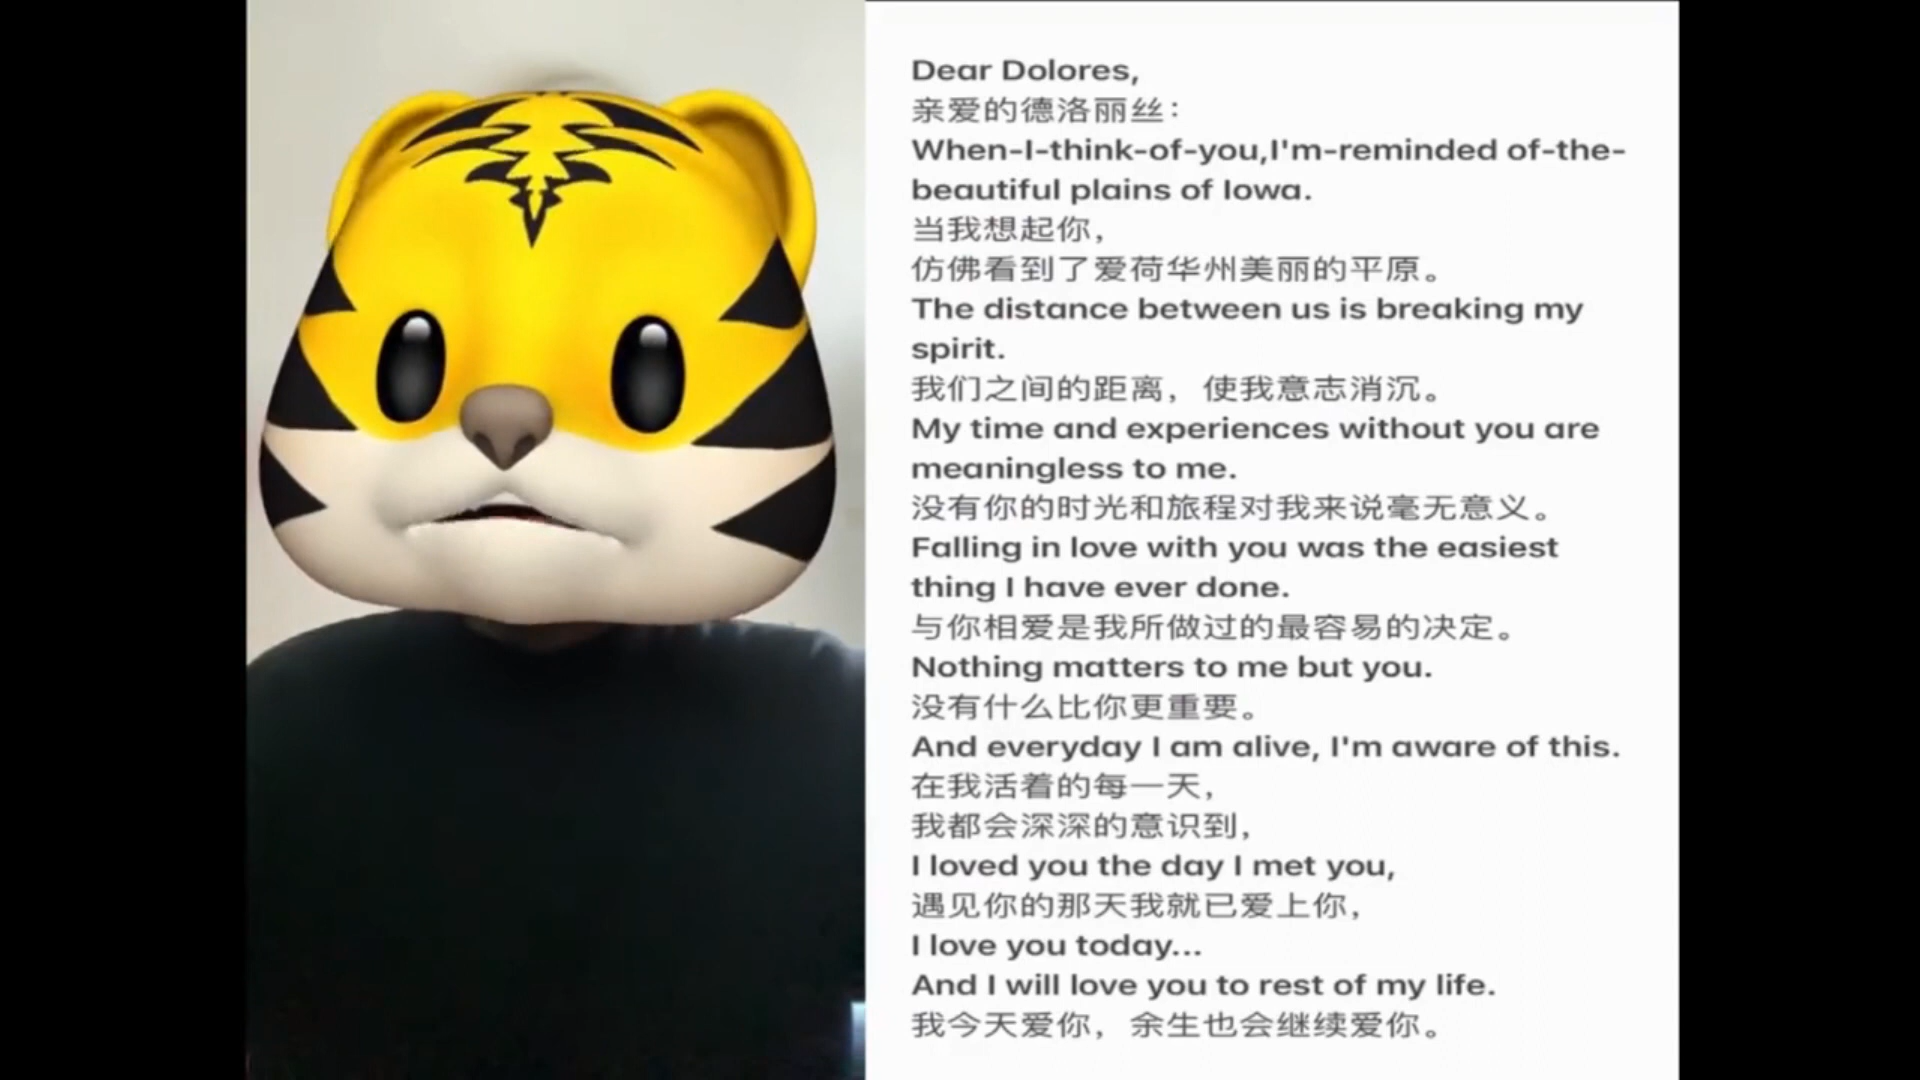 Dear Dolores,
亲爱的德洛丽丝：
When-I-think-of-you,I'm-reminded of-the-
beautiful plains of Iowa.
当我想起你，
仿佛看到了爱荷华州美丽的平原。
The distance between us is breaking my
spirit.
我们之间的距离，使我意志消沉。
My time and experiences without you are
meaningless to me.
没有你的时光和旅程对我来说毫无意义。
Falling in love with you was the easiest
thing I have ever done.
与你相爱是我所做过的最容易的决定。
Nothing matters to me but you.
没有什么比你更重要。
And everyday I am alive, I'm aware of this.
在我活着的每一天，
我都会深深的意识到，
I loved you the day I met you,
遇见你的那天我就已爱上你，
I love you today...
And I will love you to rest of my life.
我今天爱你，余生也会继续爱你。